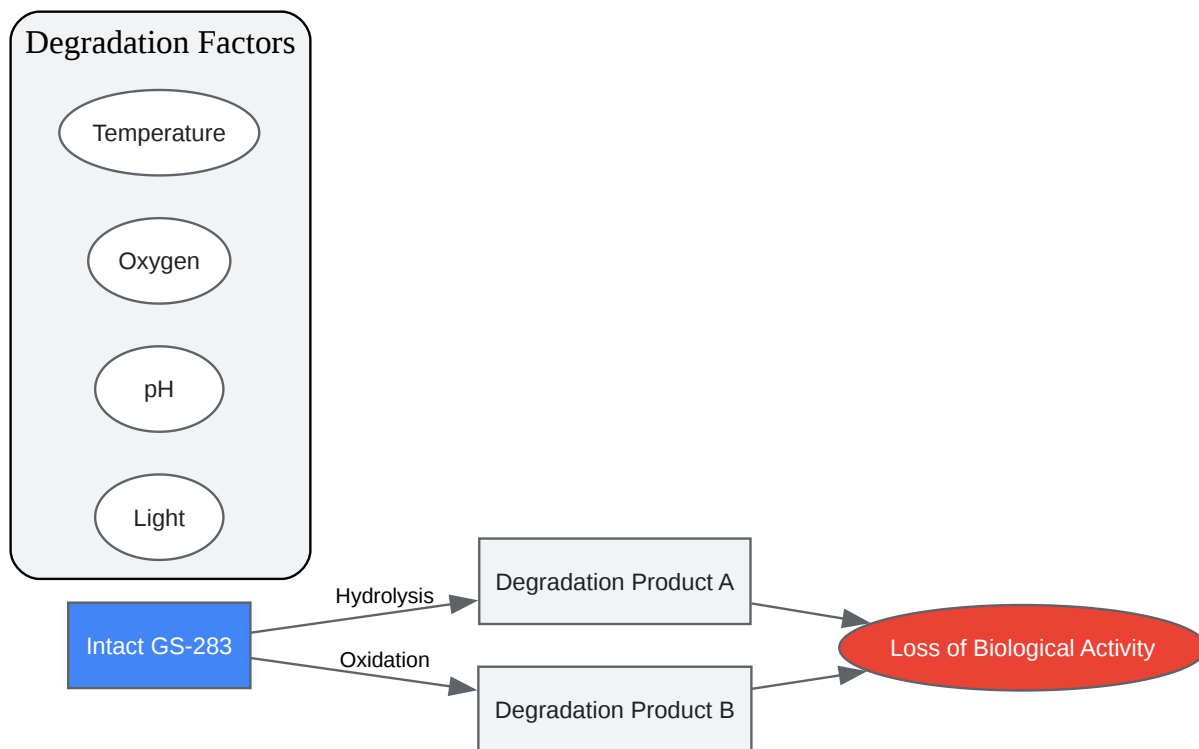 Degradation Factors
Temperature
Oxygen
pH
Light
Intact GS-283
Hydrolysis
Oxidation
Degradation Product A
Degradation Product B
Loss of Biological Activity